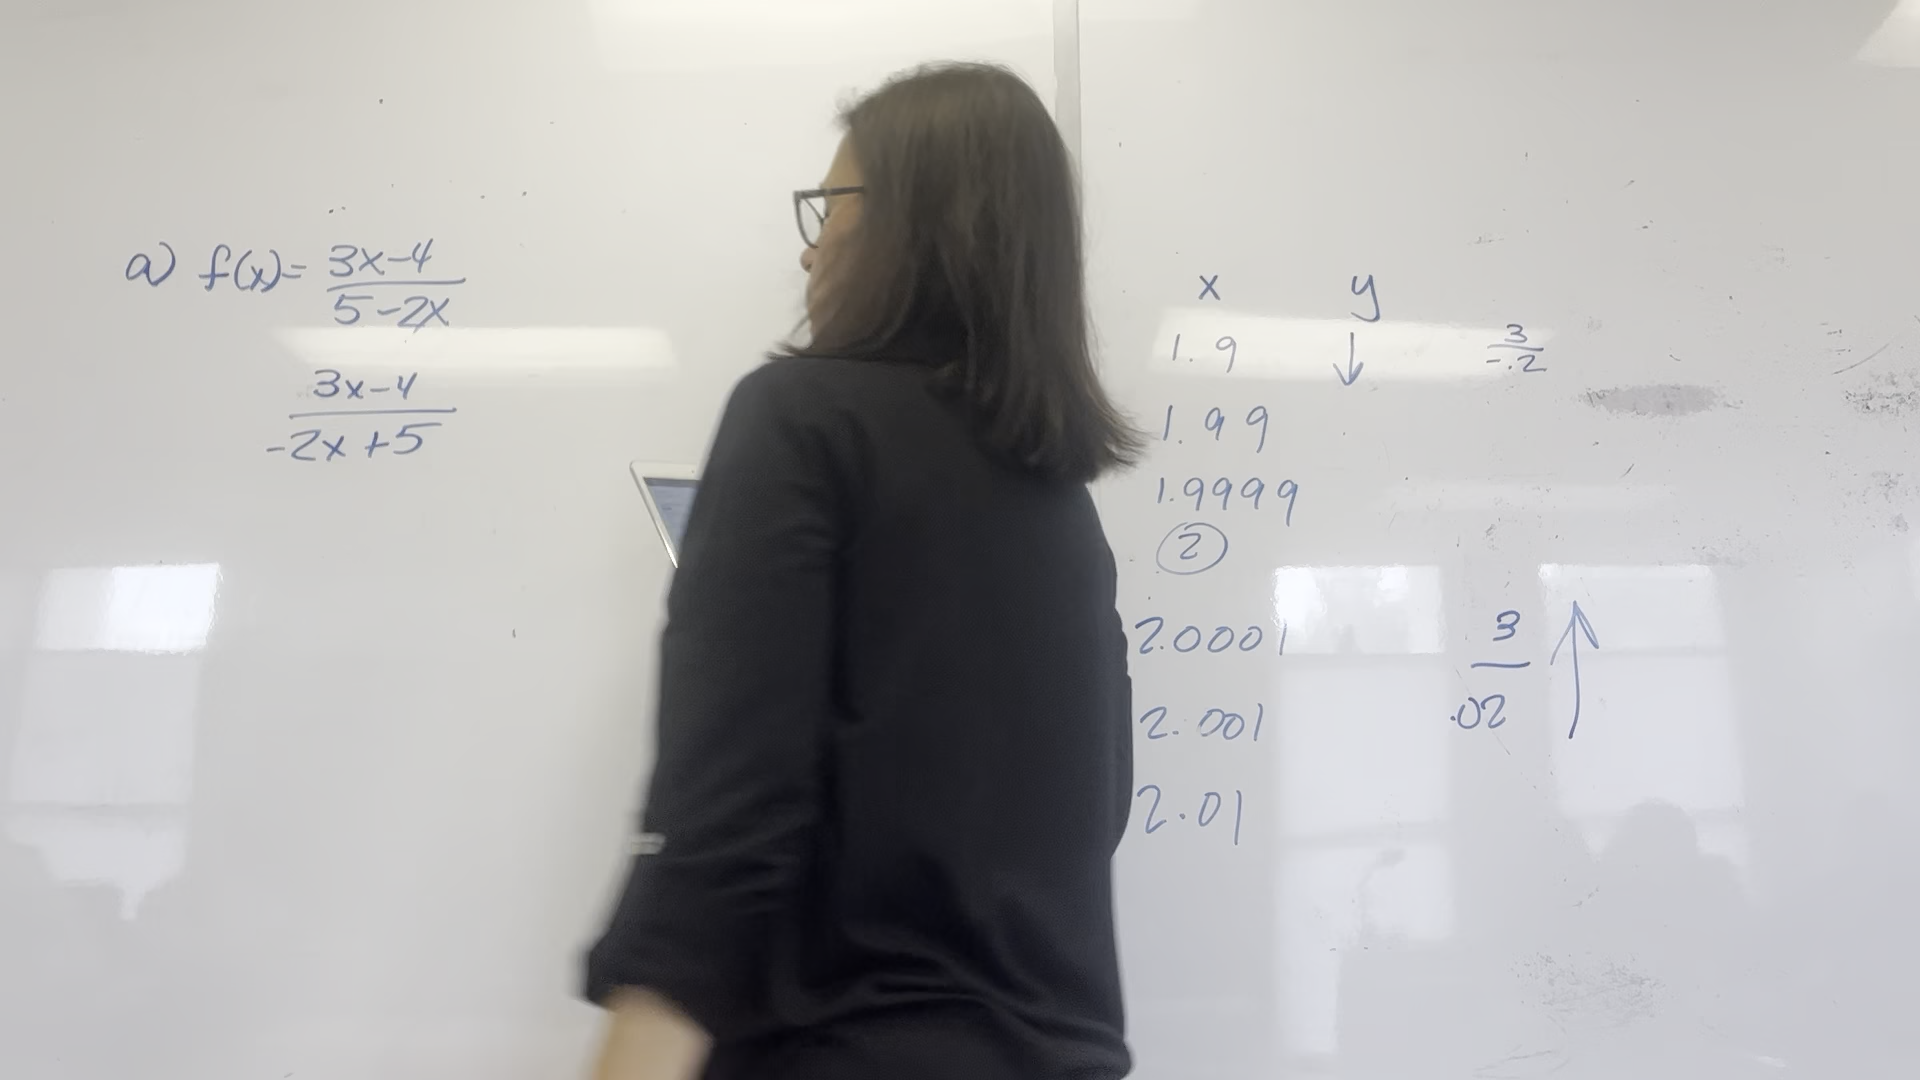 a) f(x) = 3x-4
5-2x
3x-4
-2x+5
x y
1.9 ↓ 3
-.2
1.99
1.9999
2
2.0001 3 ↑
.02
2.001
2.01